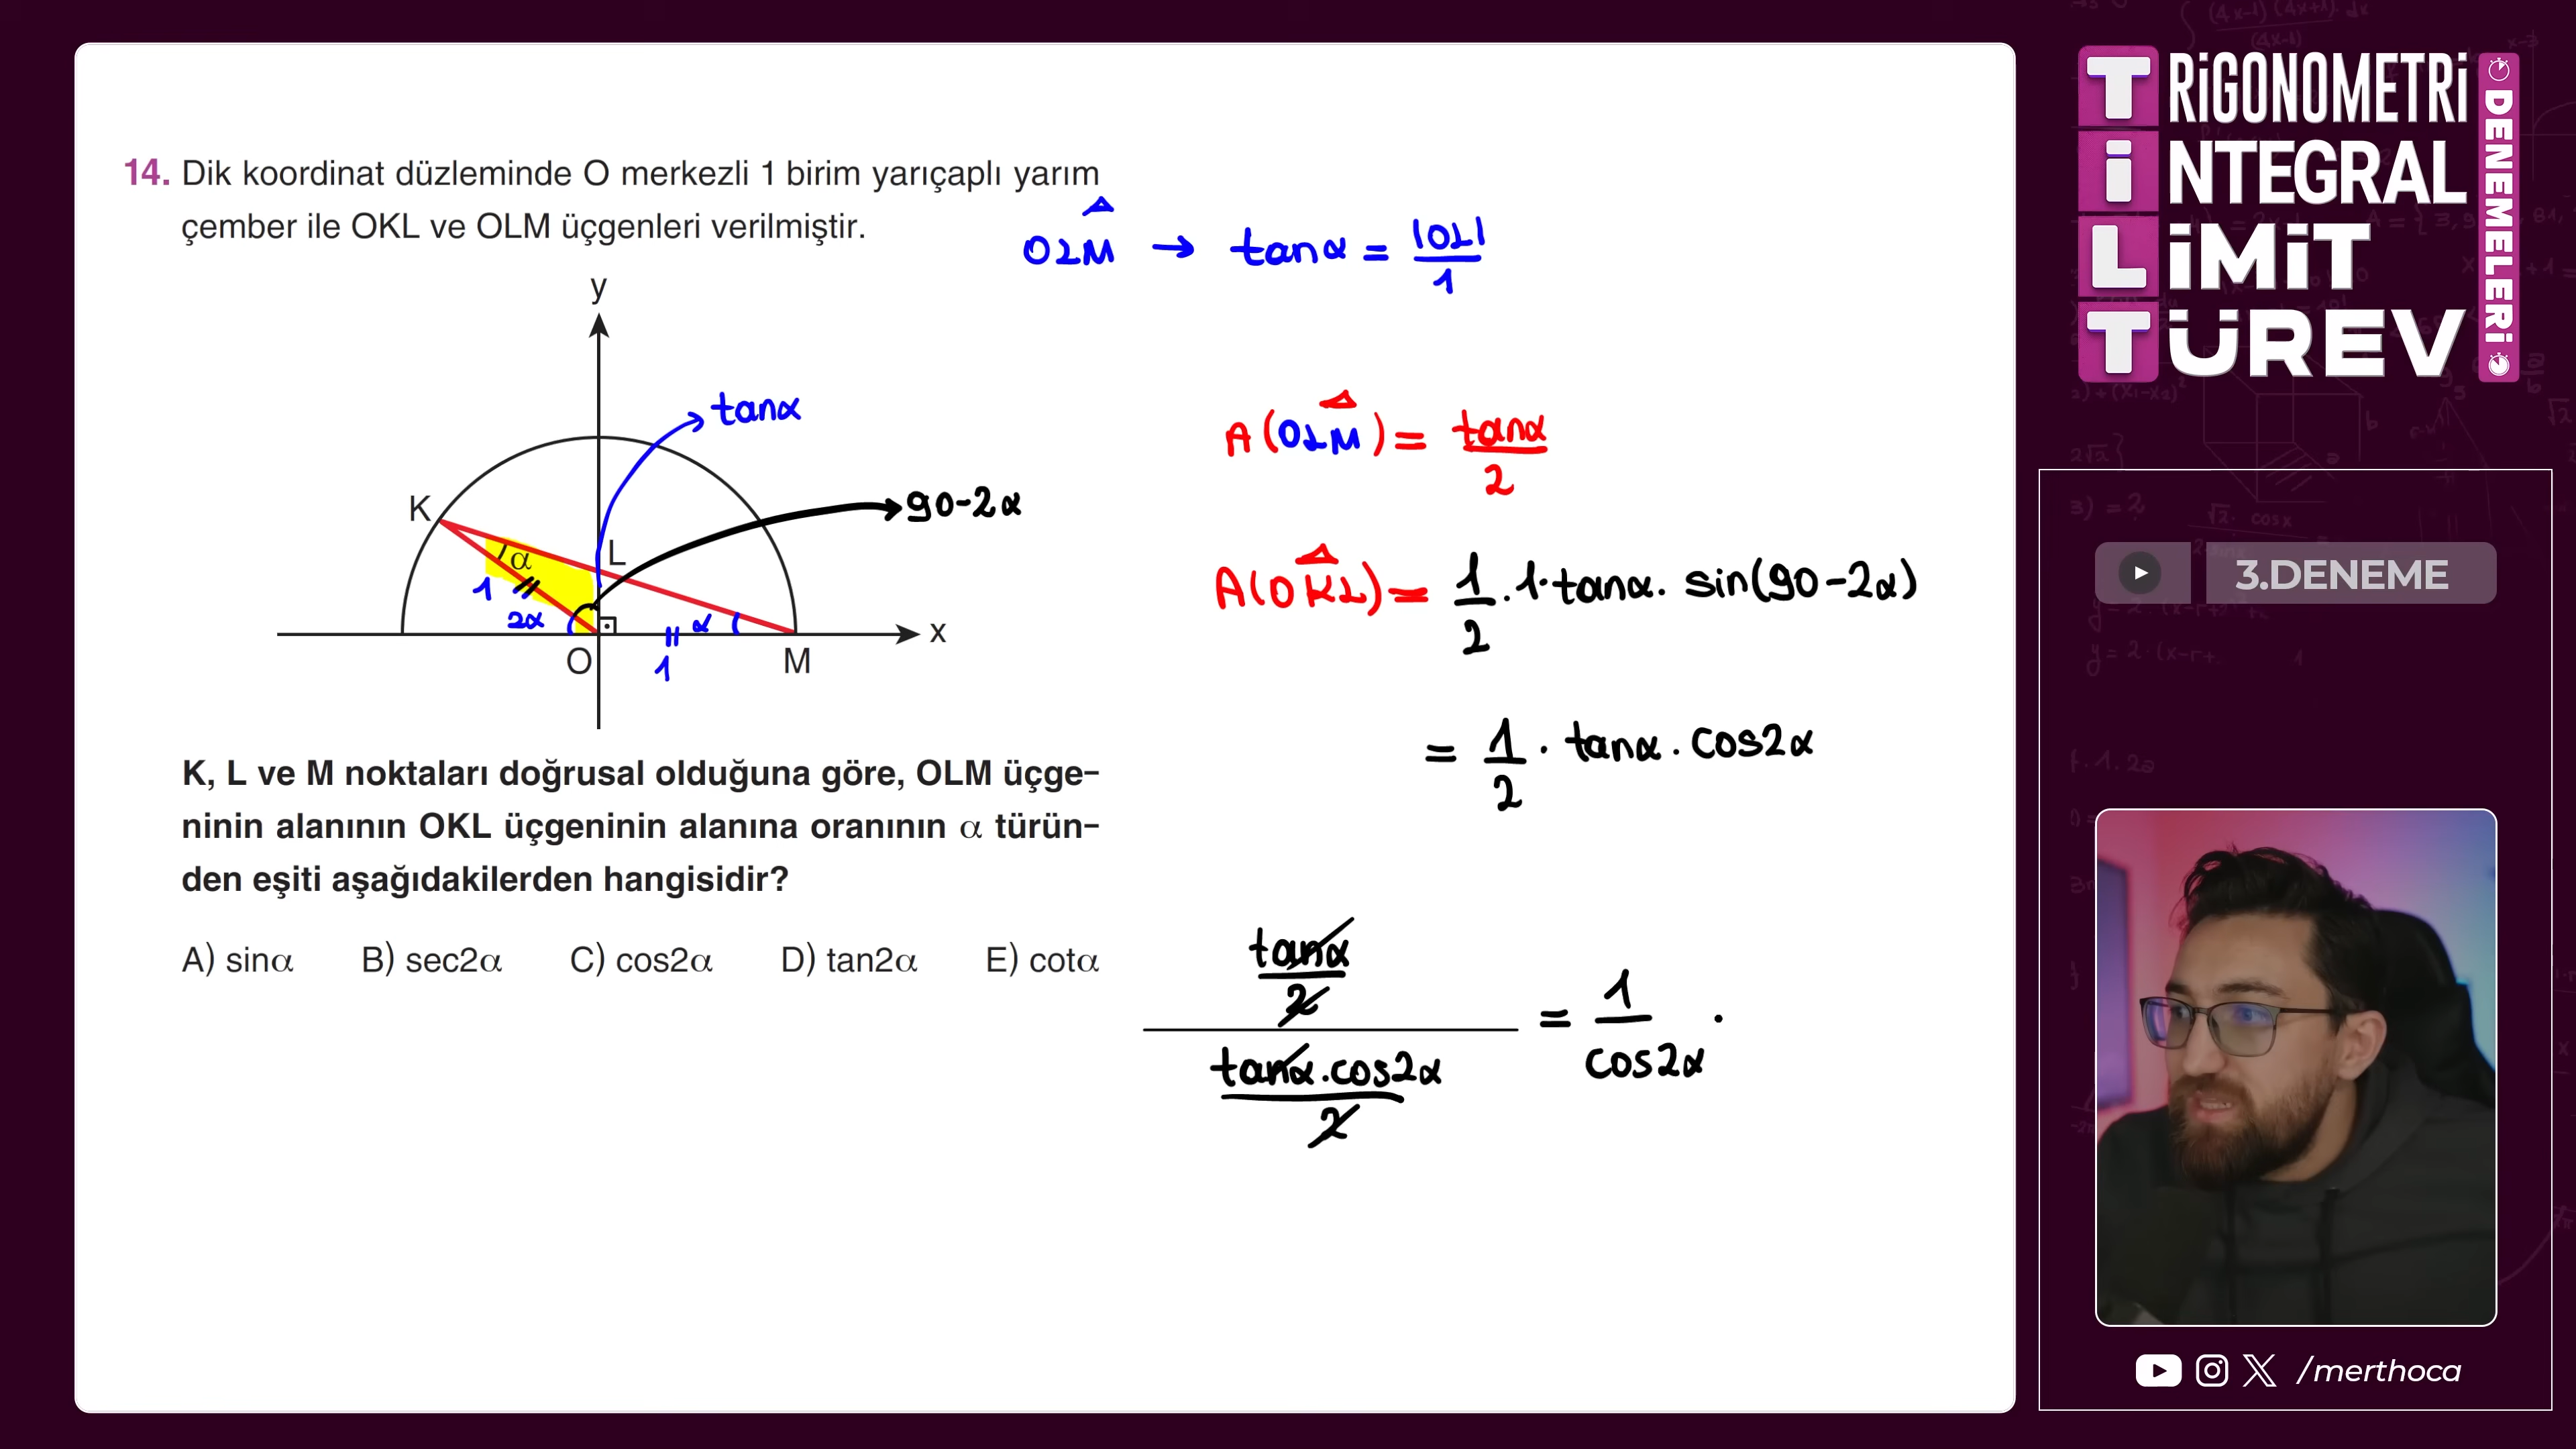 14. Dik koordinat düzleminde O merkezli 1 birim yarıçaplı yarım
çember ile OKL ve OLM üçgenleri verilmiştir.
OLM → tanα = |OL| / 1
y
tanα
K
90-2α
L
α
1
2α
α
x
O
1
M
A(OLM) = tanα / 2
A(OKL) = 1/2 . 1 . tanα . sin(90-2α)
= 1/2 . tanα . cos2α
K, L ve M noktaları doğrusal olduğuna göre, OLM üçge-
ninin alanının OKL üçgeninin alanına oranının α türün-
den eşiti aşağıdakilerden hangisidir?
A) sinα B) sec2α C) cos2α D) tan2α E) cotα
tanα
2
tanα.cos2α
2
= 1 / cos2α .
TRİGONOMETRİ
İNTEGRAL
LİMİT
TÜREV
DENEMELERİ
3.DENEME
/merthoca